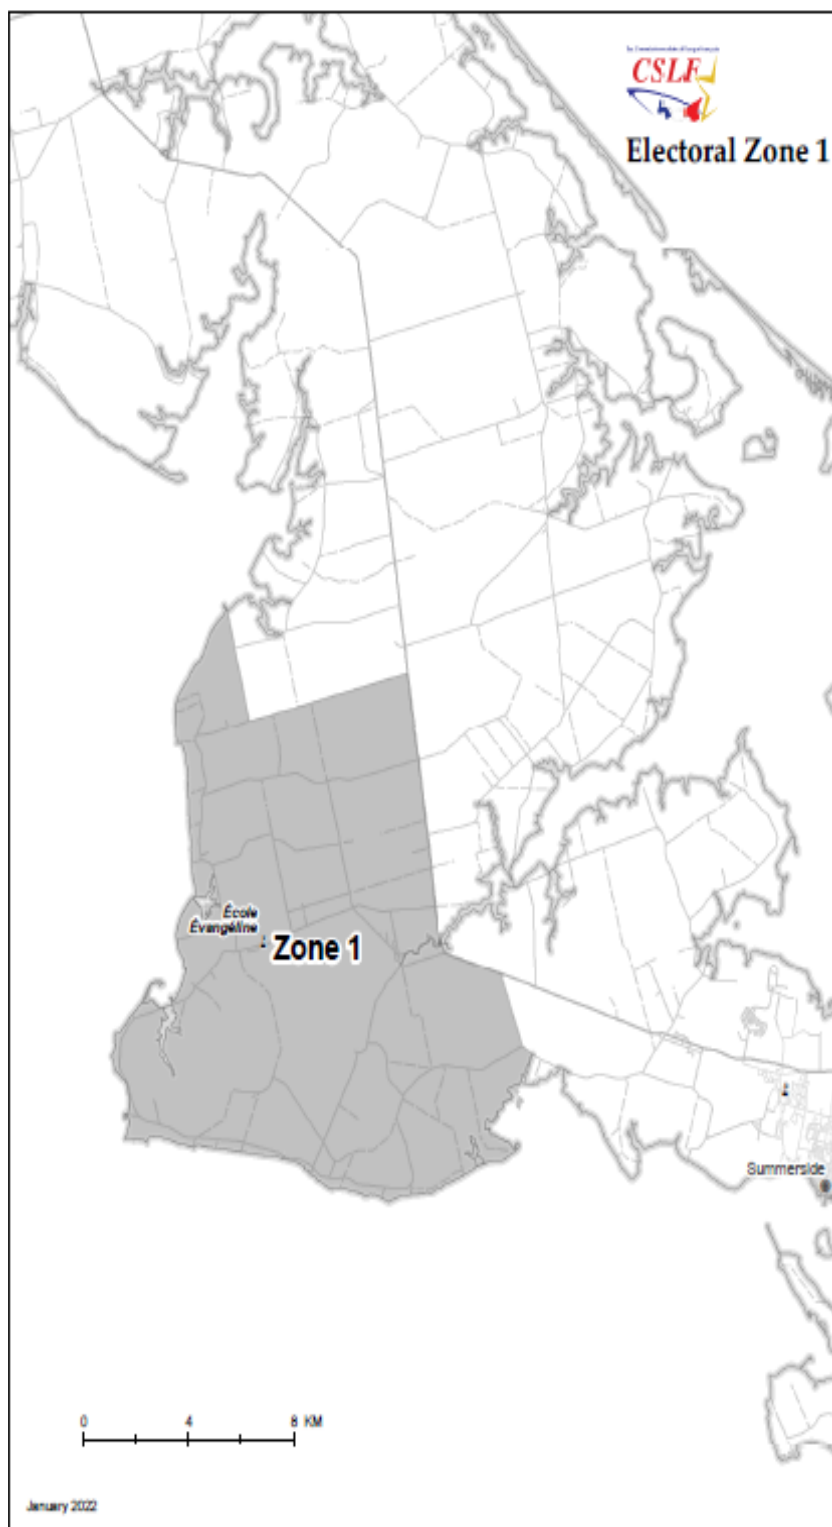 CSLF
Electoral Zone 1
École
Évangéline
Zone 1
Summerside
0 4 8 KM
January 2022